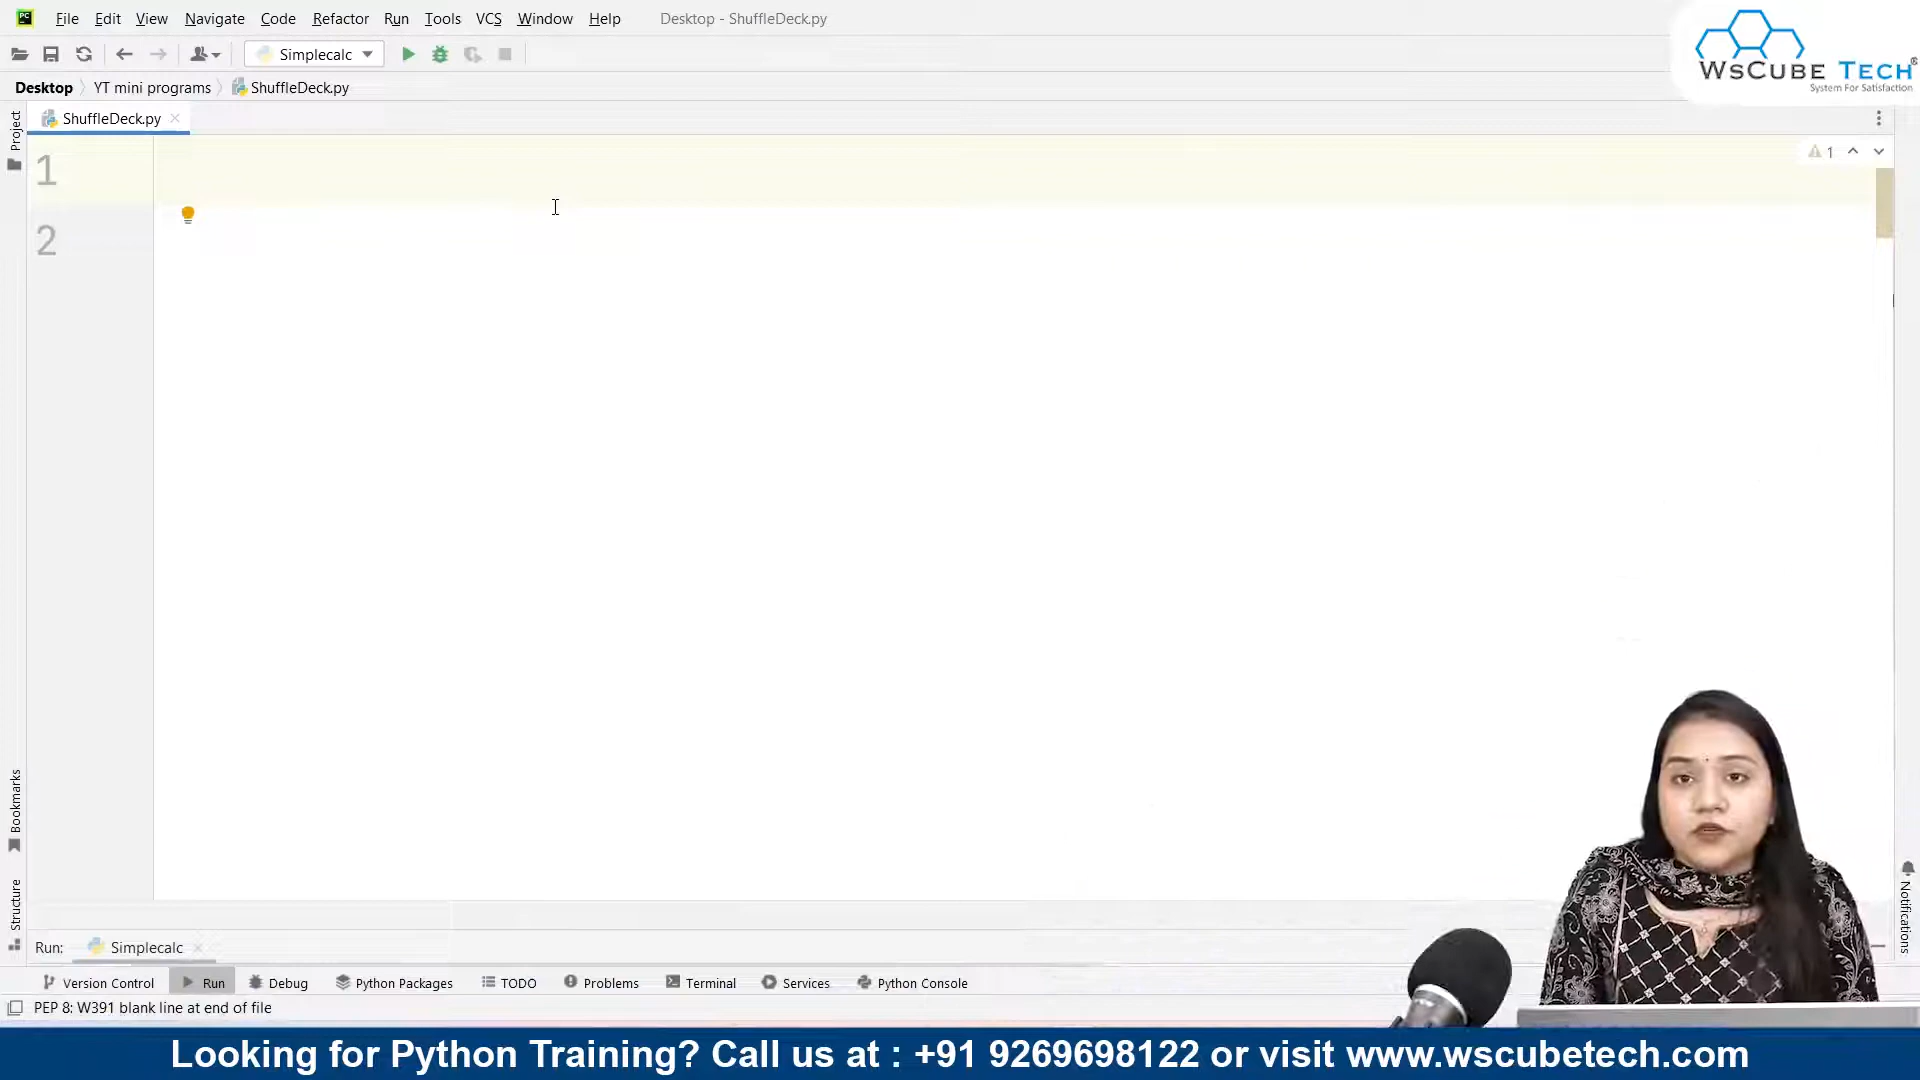 File Edit View Navigate Code Refactor Run Tools VCS Window Help Desktop - ShuffleDeck.py
Simplecalc
WsCube Tech®
System For Satisfaction
Desktop YT mini programs ShuffleDeck.py
Project
ShuffleDeck.py
1
1
2
Bookmarks
Structure
Notifications
Run: Simplecalc
Version Control Run Debug Python Packages TODO Problems Terminal Services Python Console
PEP 8: W391 blank line at end of file
Looking for Python Training? Call us at : +91 9269698122 or visit www.wscubetech.com